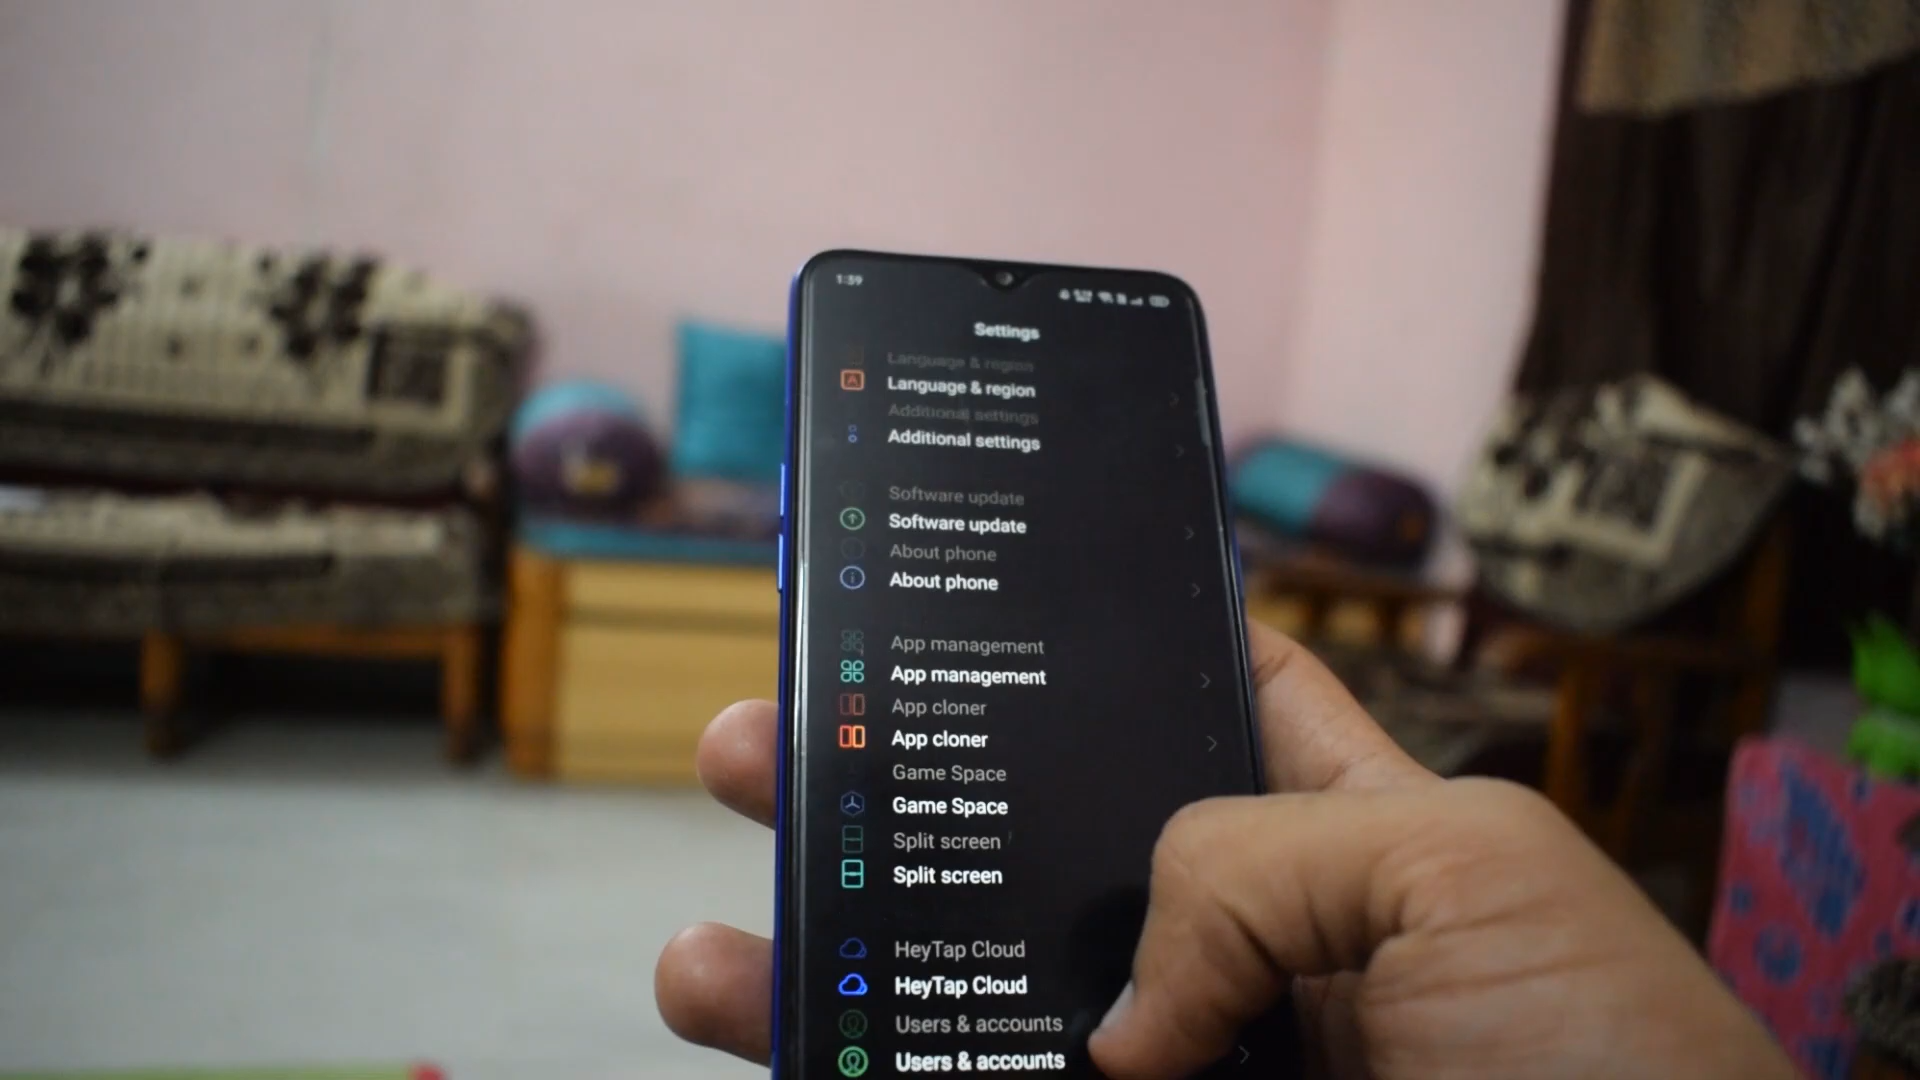 1:39
Settings
Language & region
Language & region
Additional settings
Additional settings
Software update
Software update
About phone
About phone
App management
App management
App cloner
App cloner
Game Space
Game Space
Split screen
Split screen
HeyTap Cloud
HeyTap Cloud
Users & accounts
Users & accounts